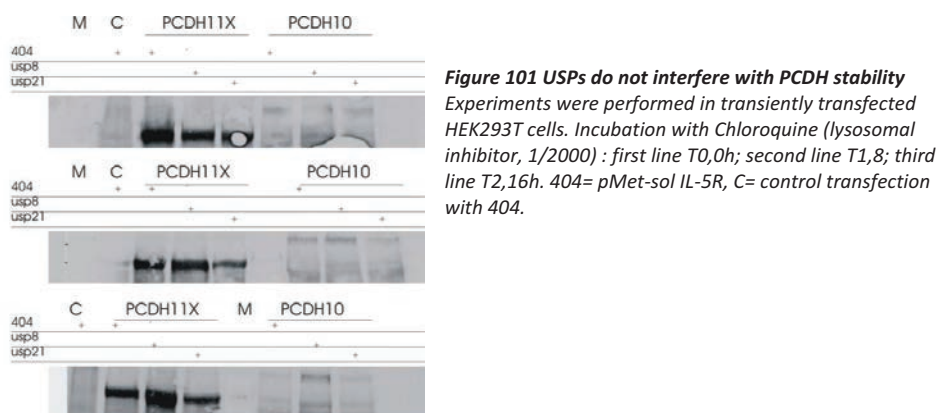 M C PCDH11X PCDH10
404 + + +
usp8 + +
usp21 + +
M C PCDH11X PCDH10
404 + + +
usp8 + +
usp21 + +
C PCDH11X M PCDH10
404 + + +
usp8 + +
usp21 + +
Figure 101 USPs do not interfere with PCDH stability
Experiments were performed in transiently transfected
HEK293T cells. Incubation with Chloroquine (lysosomal
inhibitor, 1/2000) : first line T0,0h; second line T1,8; third
line T2,16h. 404= pMet-sol IL-5R, C= control transfection
with 404.